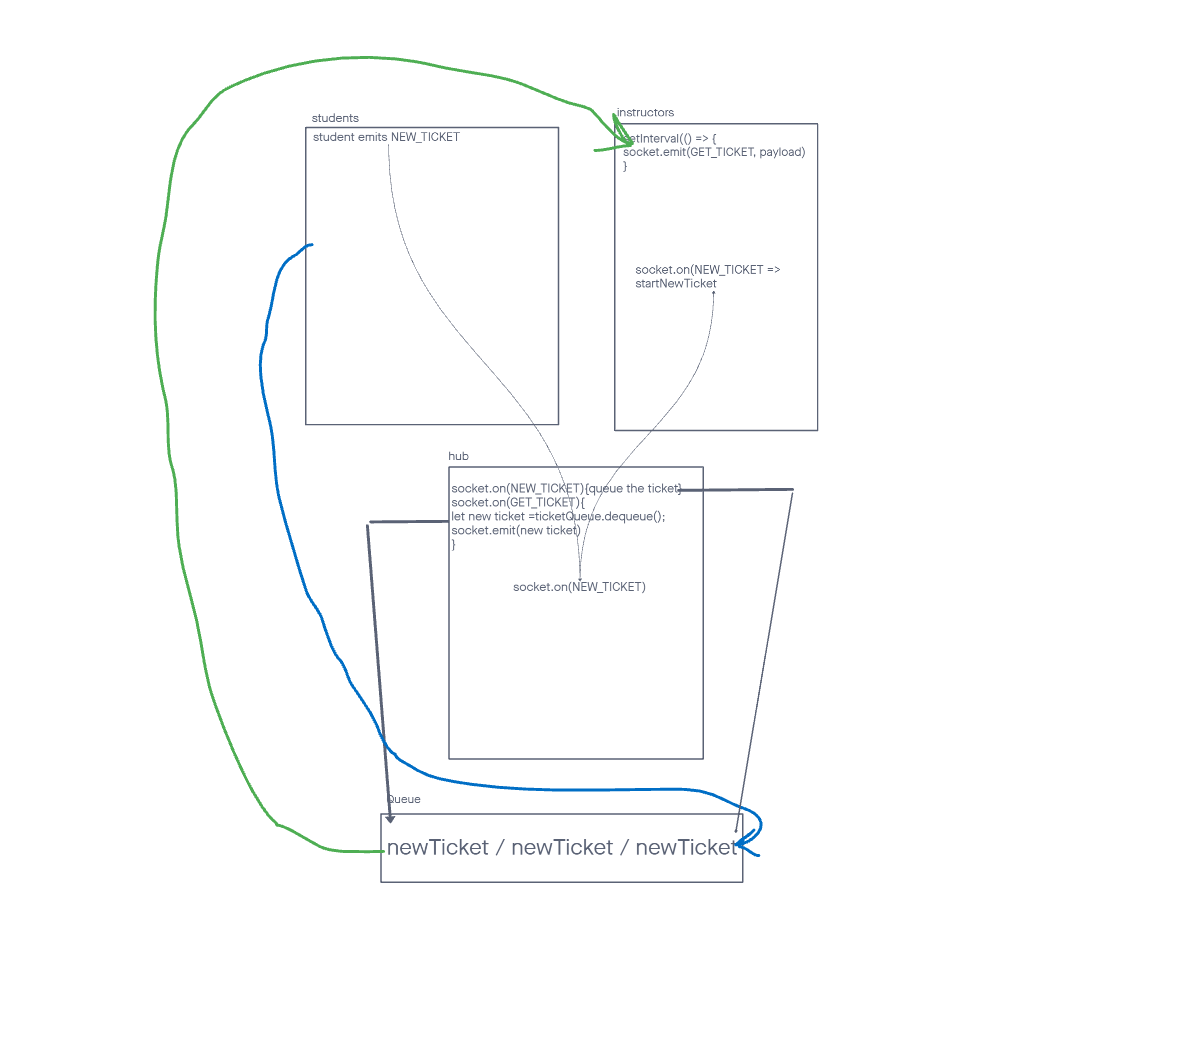 students
student emits NEW_TICKET
instructors
setInterval(() => {
socket.emit(GET_TICKET, payload)
}
socket.on(NEW_TICKET =>
startNewTicket
hub
socket.on(NEW_TICKET){queue the ticket}
socket.on(GET_TICKET){
let new ticket =ticketQueue.dequeue();
socket.emit(new ticket)
}
socket.on(NEW_TICKET)
Queue
newTicket / newTicket / newTicket